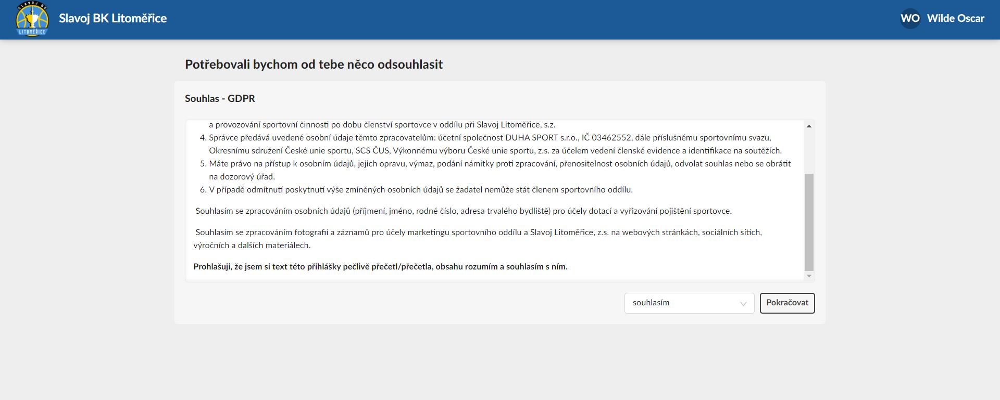 SLAVOJ BK
LITOMĚŘICE
Slavoj BK Litoměřice
WO Wilde Oscar
Potřebovali bychom od tebe něco odsouhlasit
Souhlas - GDPR
a provozování sportovní činnosti po dobu členství sportovce v oddílu při Slavoj Litoměřice, s.z.
4. Správce předává uvedené osobní údaje těmto zpracovatelům: účetní společnost DUHA SPORT s.r.o., IČ 03462552, dále příslušnému sportovnímu svazu,
Okresnímu sdružení České unie sportu, SCS ČUS, Výkonnému výboru České unie sportu, z.s. za účelem vedení členské evidence a identifikace na soutěžích.
5. Máte právo na přístup k osobním údajů, jejich opravu, výmaz, podání námitky proti zpracování, přenositelnost osobních údajů, odvolat souhlas nebo se obrátit
na dozorový úřad.
6. V případě odmítnutí poskytnutí výše zmíněných osobních údajů se žadatel nemůže stát členem sportovního oddílu.
Souhlasím se zpracováním osobních údajů (příjmení, jméno, rodné číslo, adresa trvalého bydliště) pro účely dotací a vyřizování pojištění sportovce.
Souhlasím se zpracováním fotografií a záznamů pro účely marketingu sportovního oddílu a Slavoj Litoměřice, z.s. na webových stránkách, sociálních sítích,
výročních a dalších materiálech.
Prohlašuji, že jsem si text této přihlášky pečlivě přečetl/přečetla, obsahu rozumím a souhlasím s ním.
souhlasím
Pokračovat